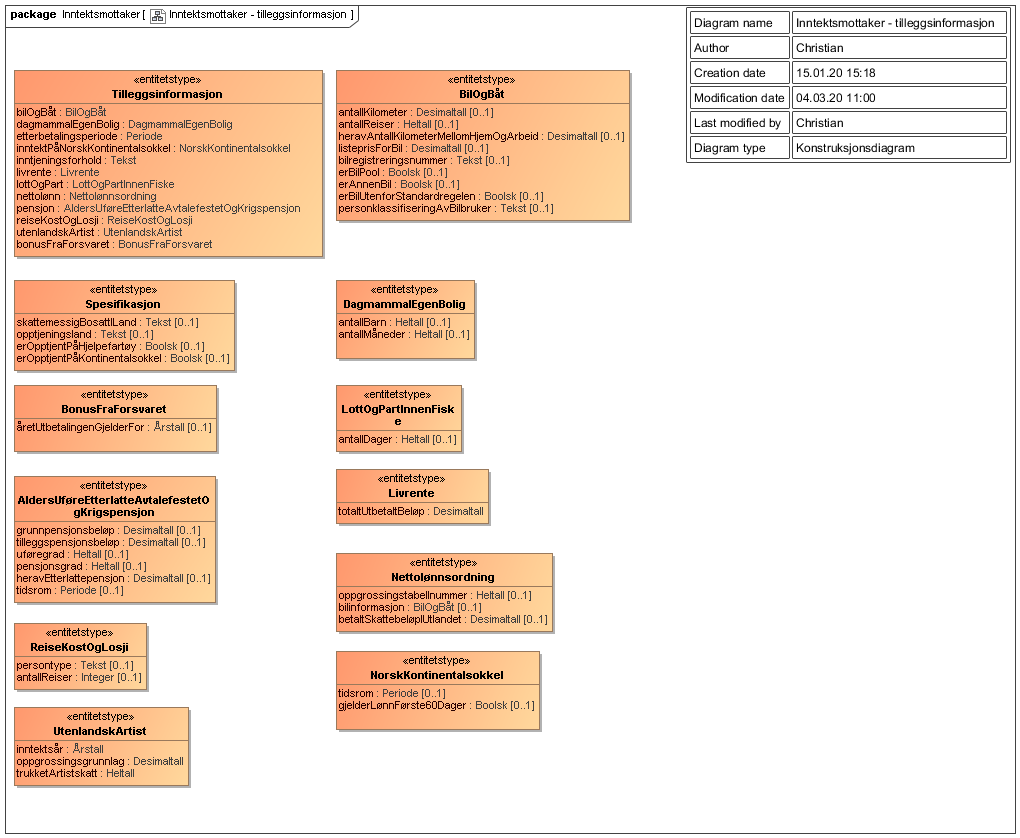 package Inntektsmottaker [ Inntektsmottaker - tilleggsinformasjon ]
Diagram name Inntektsmottaker - tilleggsinformasjon
Author Christian
Creation date 15.01.20 15:18
Modification date 04.03.20 11:00
Last modified by Christian
Diagram type Konstruksjonsdiagram
«entitetstype»
Tilleggsinformasjon
bilOgBåt : BilOgBåt
dagmammaIEgenBolig : DagmammaIEgenBolig
etterbetalingsperiode : Periode
inntektPåNorskKontinentalsokkel : NorskKontinentalsokkel
inntjeningsforhold : Tekst
livrente : Livrente
lottOgPart : LottOgPartInnenFiske
nettolønn : Nettolønnsordning
pensjon : AldersUføreEtterlatteAvtalefestetOgKrigspensjon
reiseKostOgLosji : ReiseKostOgLosji
utenlandskArtist : UtenlandskArtist
bonusFraForsvaret : BonusFraForsvaret
«entitetstype»
BilOgBåt
antallKilometer : Desimaltall [0..1]
antallReiser : Heltall [0..1]
heravAntallKilometerMellomHjemOgArbeid : Desimaltall [0..1]
listeprisForBil : Desimaltall [0..1]
bilregistreringsnummer : Tekst [0..1]
erBilPool : Boolsk [0..1]
erAnnenBil : Boolsk [0..1]
erBilUtenforStandardregelen : Boolsk [0..1]
personklassifiseringAvBilbruker : Tekst [0..1]
«entitetstype»
Spesifikasjon
skattemessigBosattILand : Tekst [0..1]
opptjeningsland : Tekst [0..1]
erOpptjentPåHjelpefartøy : Boolsk [0..1]
erOpptjentPåKontinentalsokkel : Boolsk [0..1]
«entitetstype»
DagmammaIEgenBolig
antallBarn : Heltall [0..1]
antallMåneder : Heltall [0..1]
«entitetstype»
BonusFraForsvaret
åretUtbetalingenGjelderFor : Årstall [0..1]
«entitetstype»
LottOgPartInnenFisk
e
antallDager : Heltall [0..1]
«entitetstype»
AldersUføreEtterlatteAvtalefestetO
gKrigspensjon
grunnpensjonsbeløp : Desimaltall [0..1]
tilleggspensjonsbeløp : Desimaltall [0..1]
uføregrad : Heltall [0..1]
pensjonsgrad : Heltall [0..1]
heravEtterlattepensjon : Desimaltall [0..1]
tidsrom : Periode [0..1]
«entitetstype»
Livrente
totaltUtbetaltBeløp : Desimaltall
«entitetstype»
Nettolønnsordning
oppgrossingstabellnummer : Heltall [0..1]
bilinformasjon : BilOgBåt [0..1]
betaltSkattebeløpIUtlandet : Desimaltall [0..1]
«entitetstype»
ReiseKostOgLosji
persontype : Tekst [0..1]
antallReiser : Integer [0..1]
«entitetstype»
NorskKontinentalsokkel
tidsrom : Periode [0..1]
gjelderLønnFørste60Dager : Boolsk [0..1]
«entitetstype»
UtenlandskArtist
inntektsår : Årstall
oppgrossingsgrunnlag : Desimaltall
trukketArtistskatt : Heltall